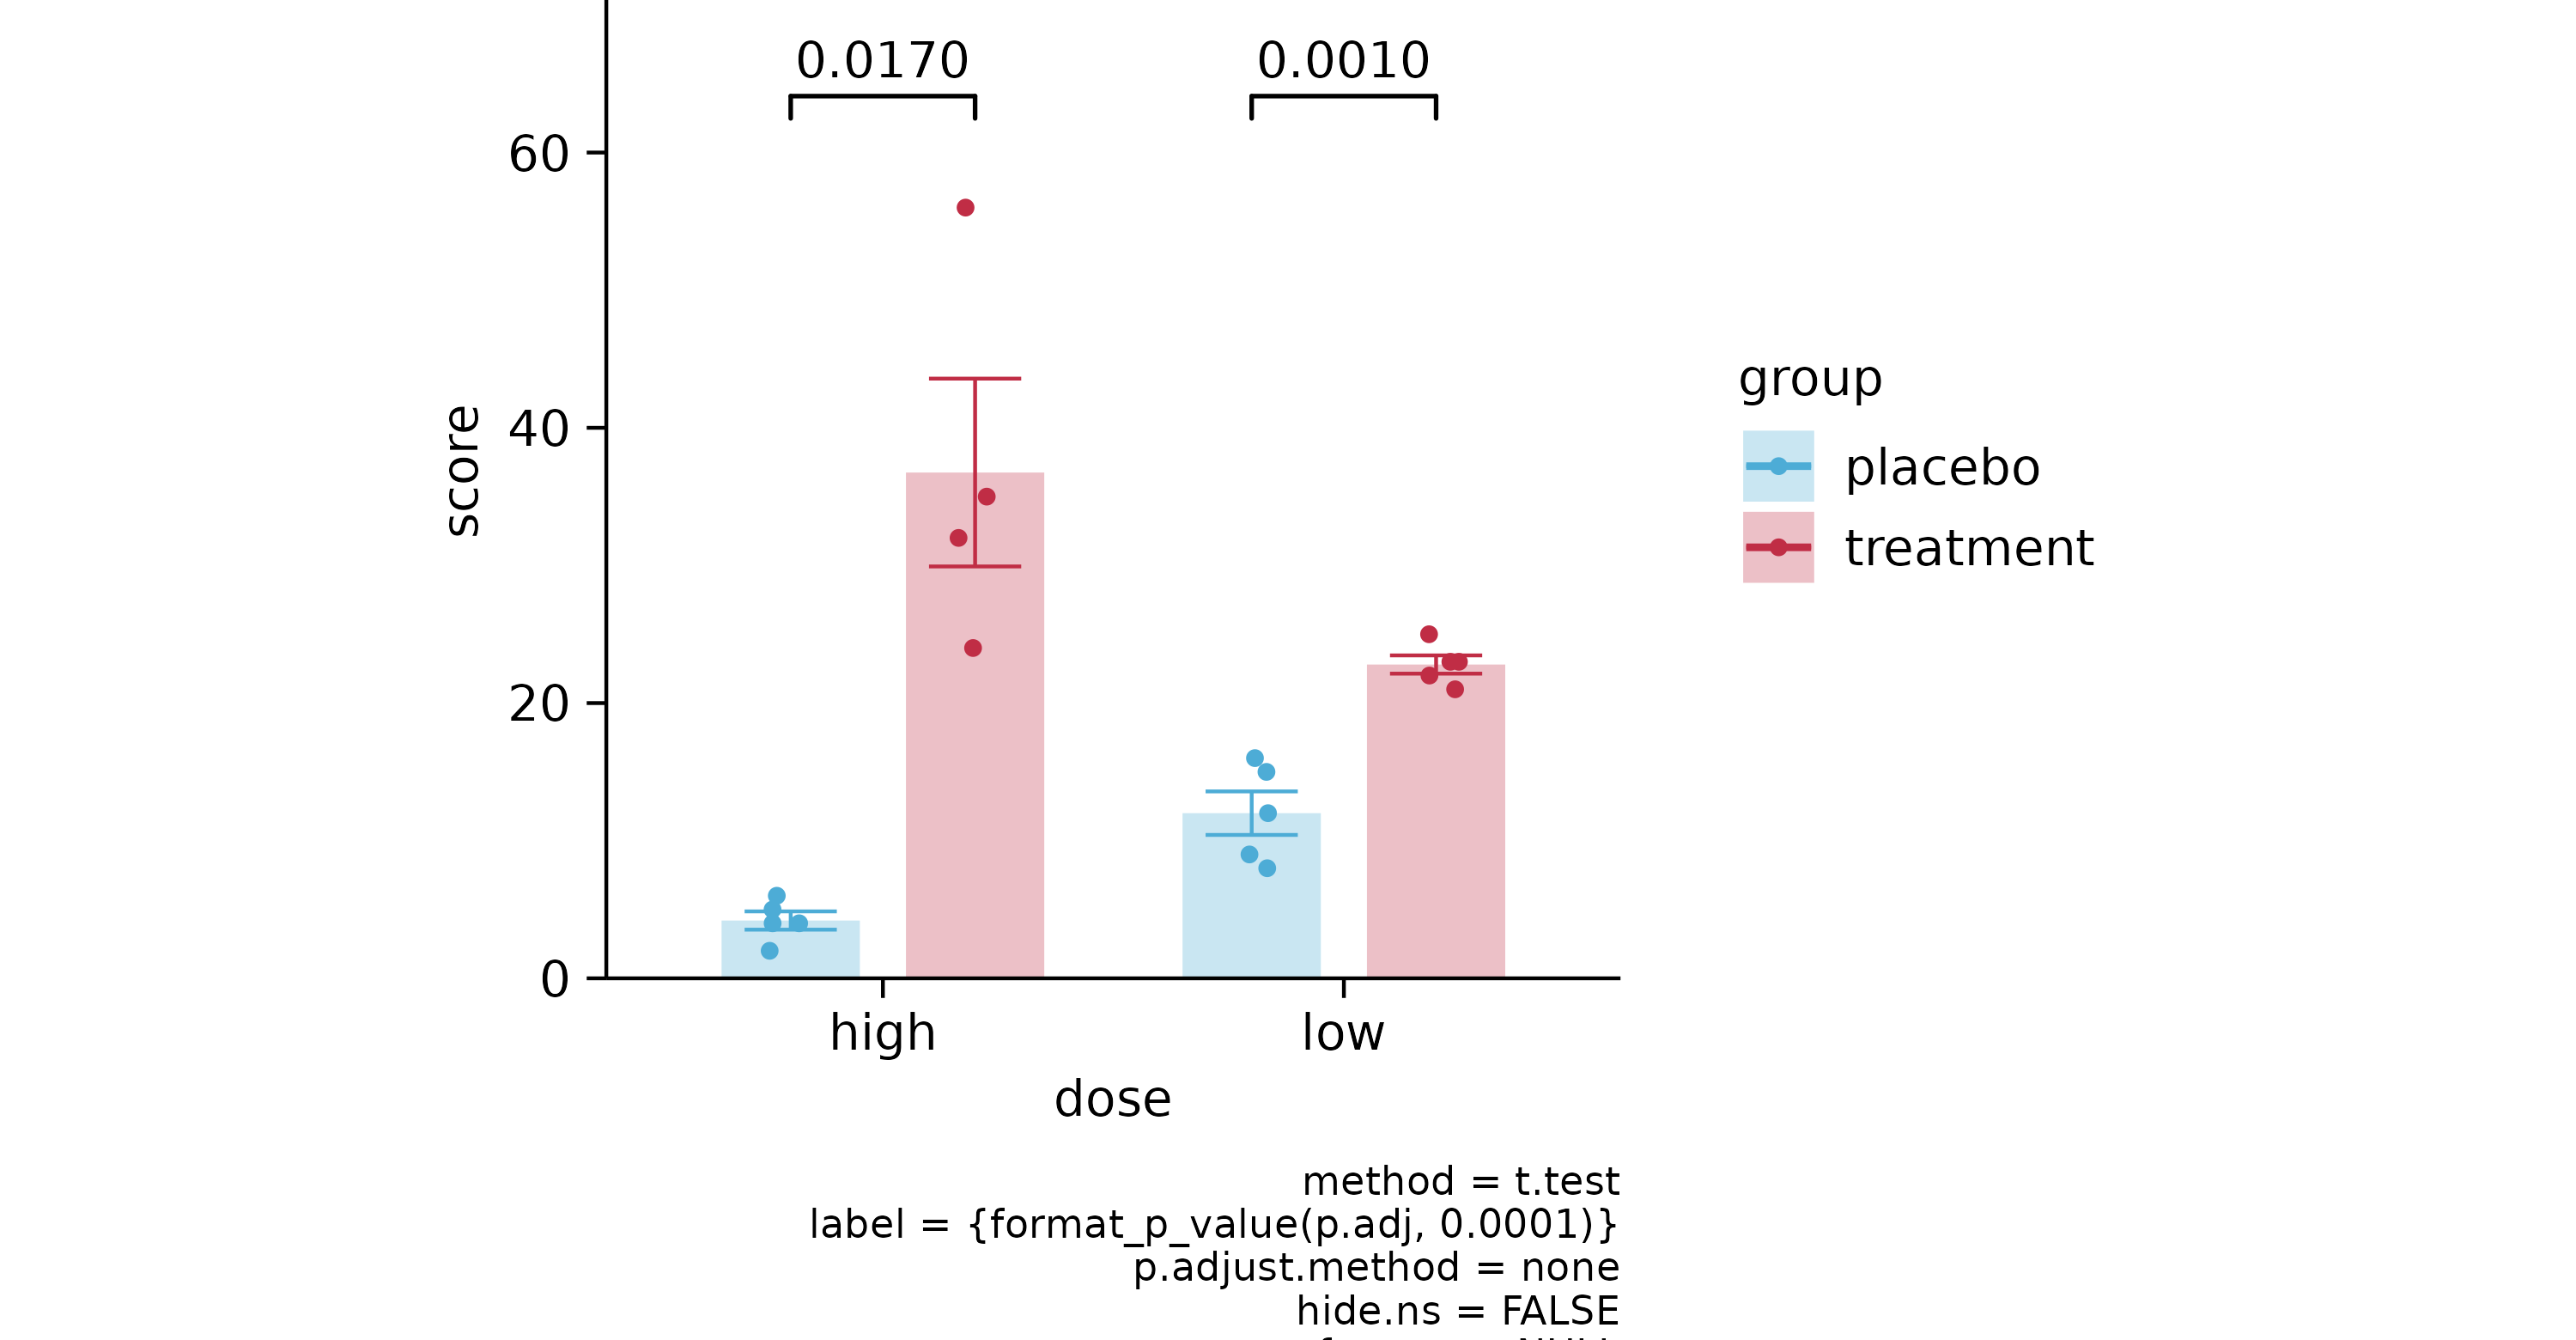 0.0170
0.0010
60
40
20
0
score
high
low
dose
group
placebo
treatment
method = t.test
label = {format_p_value(p.adj, 0.0001)}
p.adjust.method = none
hide.ns = FALSE